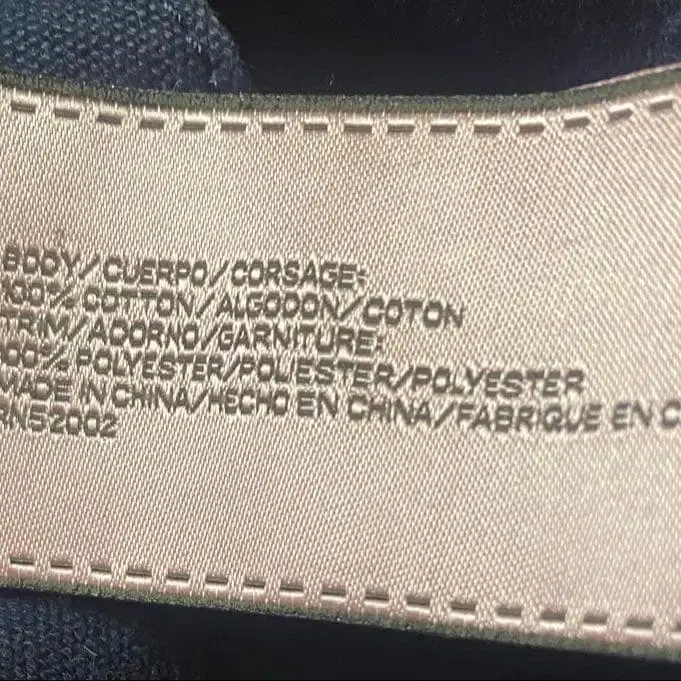 BODY/CUERPO/CORSAGE:
100% COTTON/ALGODON/COTON
TRIM/ADORNO/GARNITURE:
100% POLYESTER/POLIESTER/POLYESTER
MADE IN CHINA/HECHO EN CHINA/FABRIQUE EN C
RN52002